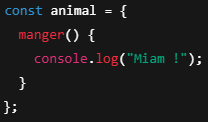 const animal = {
  manger() {
    console.log("Miam !");
  }
};